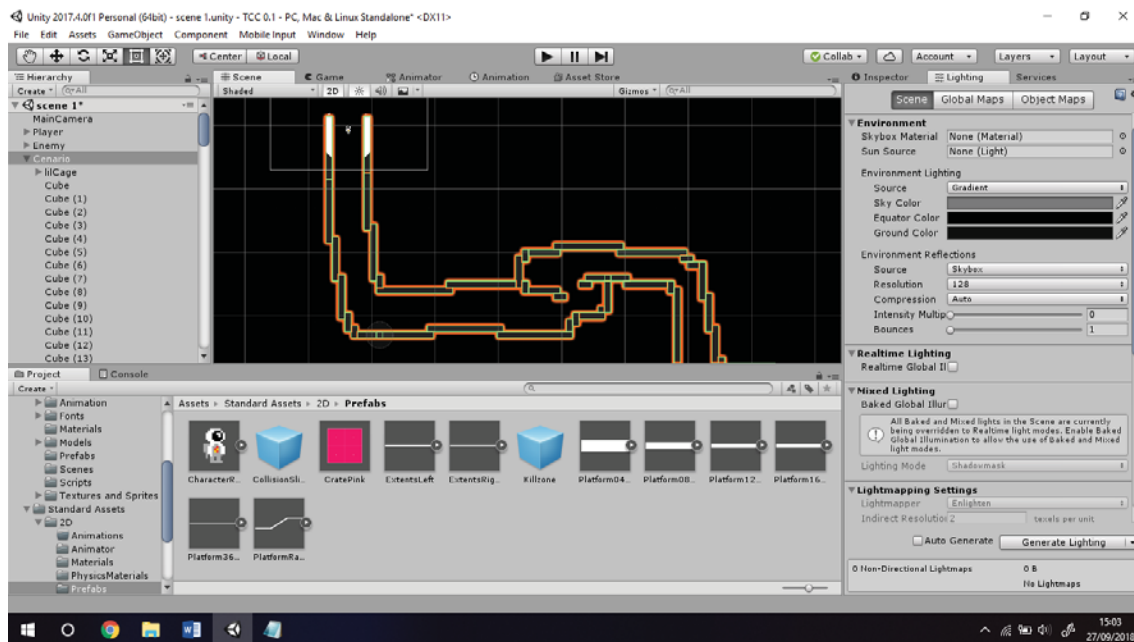 Unity 2017.4.0f1 Personal (64bit) - scene 1.unity - TCC 0.1 - PC, Mac & Linux Standalone* <DX11>
File Edit Assets GameObject Component Mobile Input Window Help
Center Local Collab Account Layers Layout
Hierarchy
Create All
scene 1*
MainCamera
Player
Enemy
Cenario
lilCage
Cube
Cube (1)
Cube (2)
Cube (3)
Cube (4)
Cube (5)
Cube (6)
Cube (7)
Cube (8)
Cube (9)
Cube (10)
Cube (11)
Cube (12)
Cube (13)
Scene Game Animator Animation Asset Store
Shaded 2D Gizmos All
Inspector Lighting Services
Scene Global Maps Object Maps
Environment
Skybox Material None (Material)
Sun Source None (Light)
Environment Lighting
Source Gradient
Sky Color
Equator Color
Ground Color
Environment Reflections
Source Skybox
Resolution 128
Compression Auto
Intensity Multip 0
Bounces 1
Realtime Lighting
Realtime Global Il
Mixed Lighting
Baked Global Illur
All Baked and Mixed lights in the Scene are currently
being overridden to Realtime light modes. Enable Baked
Global Illumination to allow the use of Baked and Mixed
light modes.
Lighting Mode Shadowmask
Lightmapping Settings
Lightmapper Enlighten
Indirect Resolutio 2 texels per unit
Auto Generate Generate Lighting
0 Non-Directional Lightmaps 0 B
No Lightmaps
Project Console
Create
Animation
Fonts
Materials
Models
Prefabs
Scenes
Scripts
Textures and Sprites
Standard Assets
2D
Animations
Animator
Materials
PhysicsMaterials
Prefabs
Assets Standard Assets 2D Prefabs
CharacterR... CollisionSli... CratePink ExtentsLeft ExtentsRig... Killzone Platform04... Platform08... Platform12... Platform16...
Platform36... PlatformRa...
15:03
27/09/2018